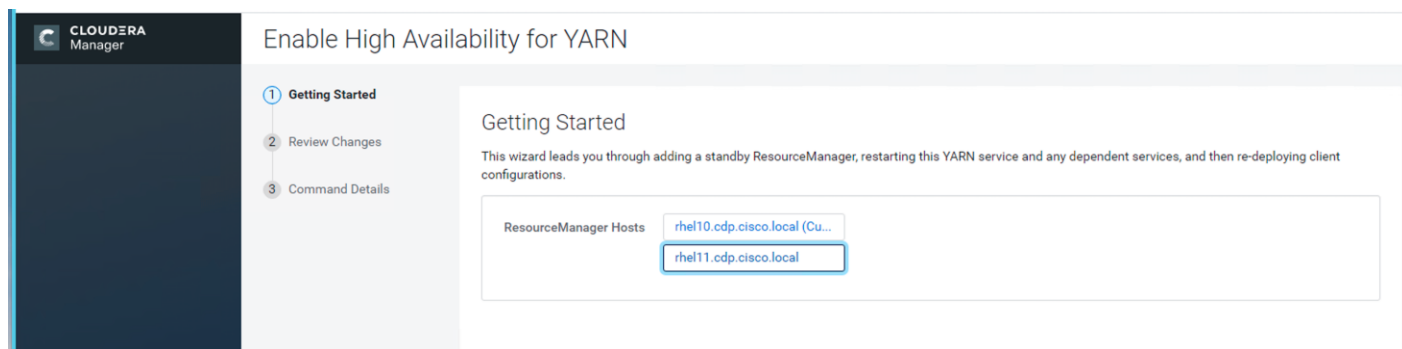 CLOUDERA
Manager
Enable High Availability for YARN
1 Getting Started
2 Review Changes
3 Command Details
Getting Started
This wizard leads you through adding a standby ResourceManager, restarting this YARN service and any dependent services, and then re-deploying client
configurations.
ResourceManager Hosts
rhel10.cdp.cisco.local (Cu...
rhel11.cdp.cisco.local